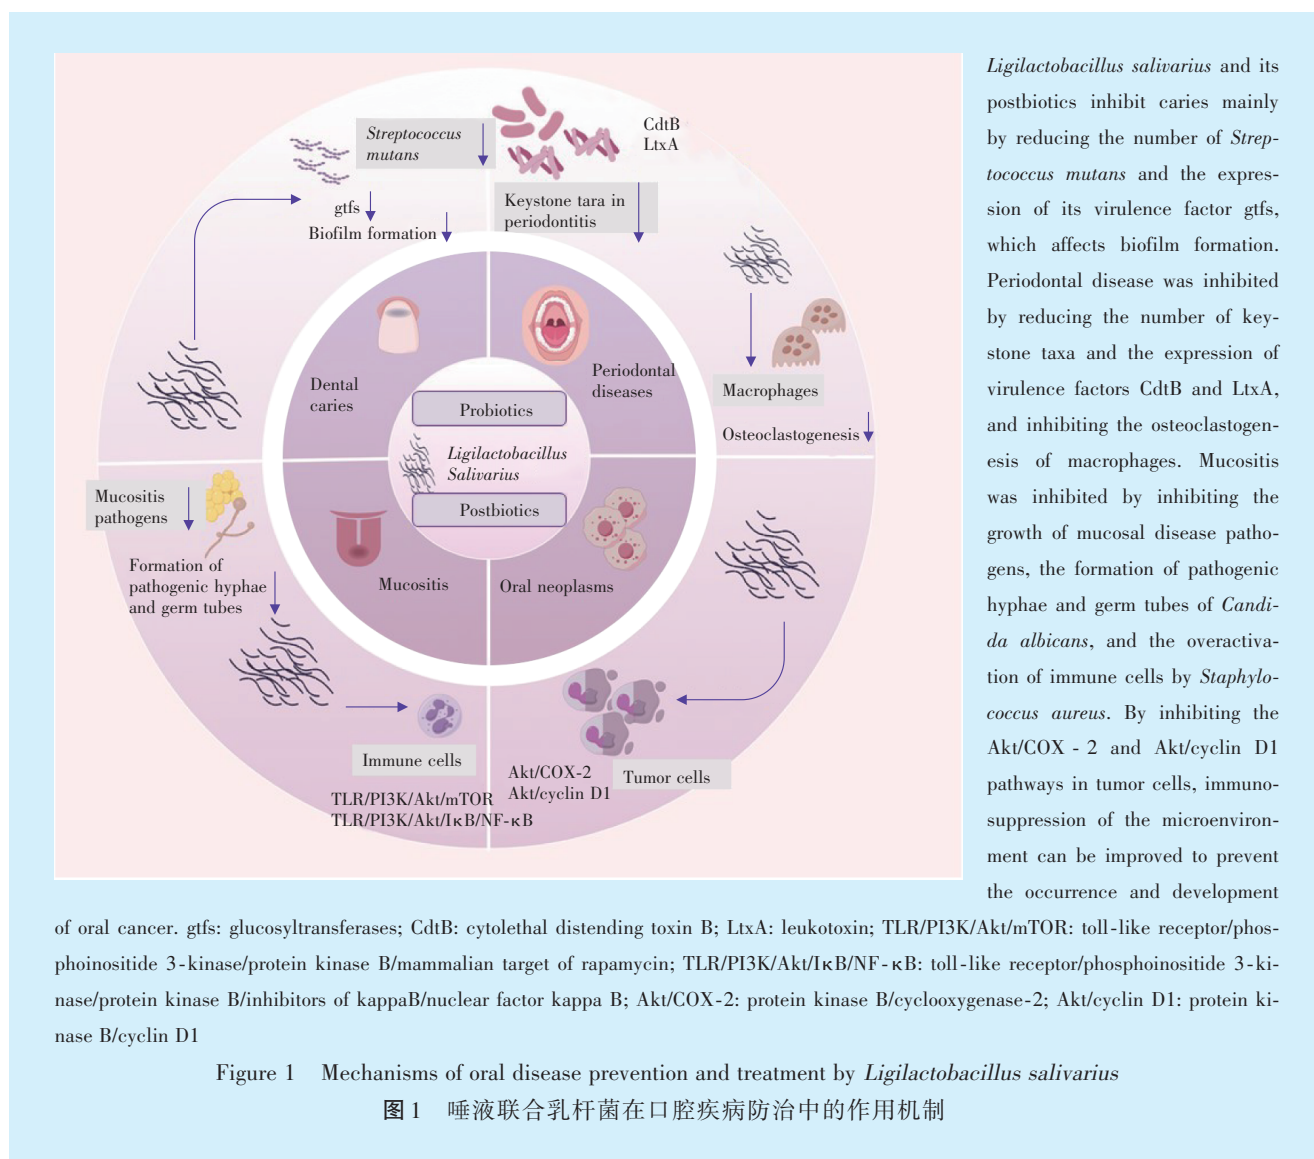 Streptococcus
mutans
gtfs
Biofilm formation
CdtB
LtxA
Keystone tara in
periodontitis
Macrophages
Osteoclastogenesis
Dental
caries
Periodontal
diseases
Probiotics
Ligilactobacillus
Salivarius
Postbiotics
Mucositis
Oral neoplasms
Mucositis
pathogens
Formation of
pathogenic hyphae
and germ tubes
Immune cells
TLR/PI3K/Akt/mTOR
TLR/PI3K/Akt/IκB/NF-κB
Akt/COX-2
Akt/cyclin D1
Tumor cells
Ligilactobacillus salivarius and its
postbiotics inhibit caries mainly
by reducing the number of Strep-
tococcus mutans and the expres-
sion of its virulence factor gtfs,
which affects biofilm formation.
Periodontal disease was inhibited
by reducing the number of key-
stone taxa and the expression of
virulence factors CdtB and LtxA,
and inhibiting the osteoclastogen-
esis of macrophages. Mucositis
was inhibited by inhibiting the
growth of mucosal disease patho-
gens, the formation of pathogenic
hyphae and germ tubes of Candi-
da albicans, and the overactiva-
tion of immune cells by Staphylo-
coccus aureus. By inhibiting the
Akt/COX - 2 and Akt/cyclin D1
pathways in tumor cells, immuno-
suppression of the microenviron-
ment can be improved to prevent
the occurrence and development
of oral cancer. gtfs: glucosyltransferases; CdtB: cytolethal distending toxin B; LtxA: leukotoxin; TLR/PI3K/Akt/mTOR: toll-like receptor/phos-
phoinositide 3-kinase/protein kinase B/mammalian target of rapamycin; TLR/PI3K/Akt/IκB/NF-κB: toll-like receptor/phosphoinositide 3-ki-
nase/protein kinase B/inhibitors of kappaB/nuclear factor kappa B; Akt/COX-2: protein kinase B/cyclooxygenase-2; Akt/cyclin D1: protein ki-
nase B/cyclin D1
Figure 1 Mechanisms of oral disease prevention and treatment by Ligilactobacillus salivarius
图1 唾液联合乳杆菌在口腔疾病防治中的作用机制